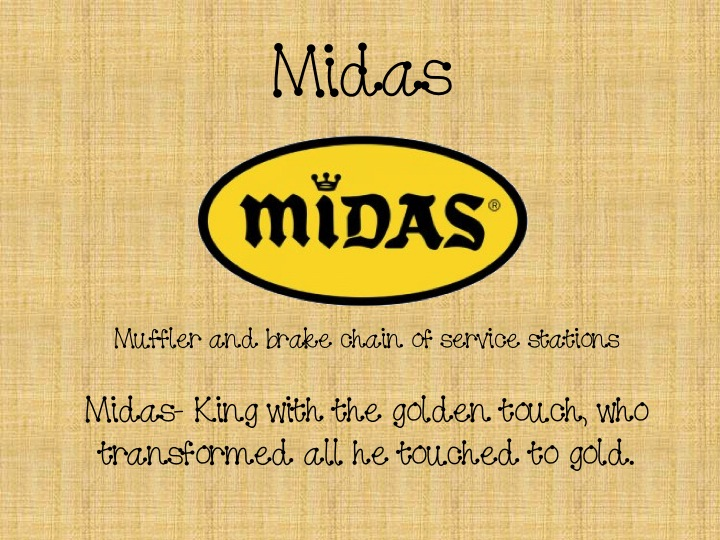 Midas
MIDAS®
Muffler and brake chain of service stations
Midas- King with the golden touch, who
transformed all he touched to gold.